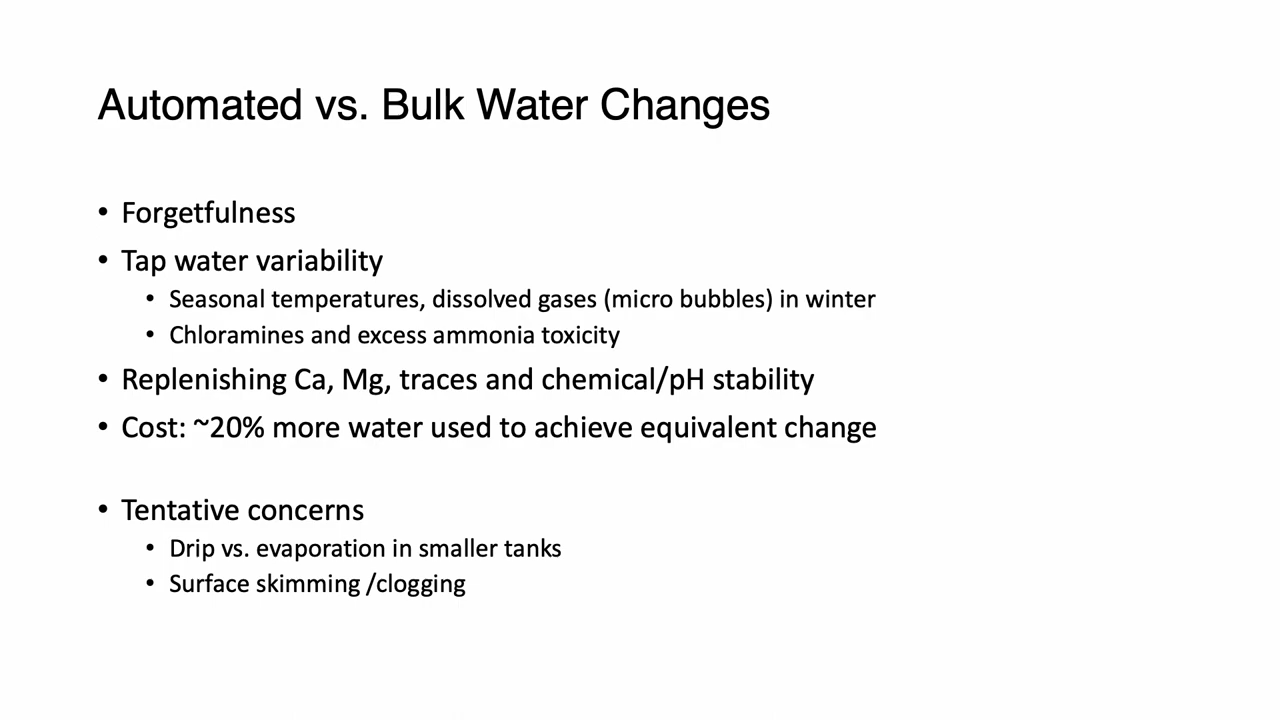 Automated vs. Bulk Water Changes
• Forgetfulness
• Tap water variability
• Seasonal temperatures, dissolved gases (micro bubbles) in winter
• Chloramines and excess ammonia toxicity
• Replenishing Ca, Mg, traces and chemical/pH stability
• Cost: ~20% more water used to achieve equivalent change
• Tentative concerns
• Drip vs. evaporation in smaller tanks
• Surface skimming /clogging